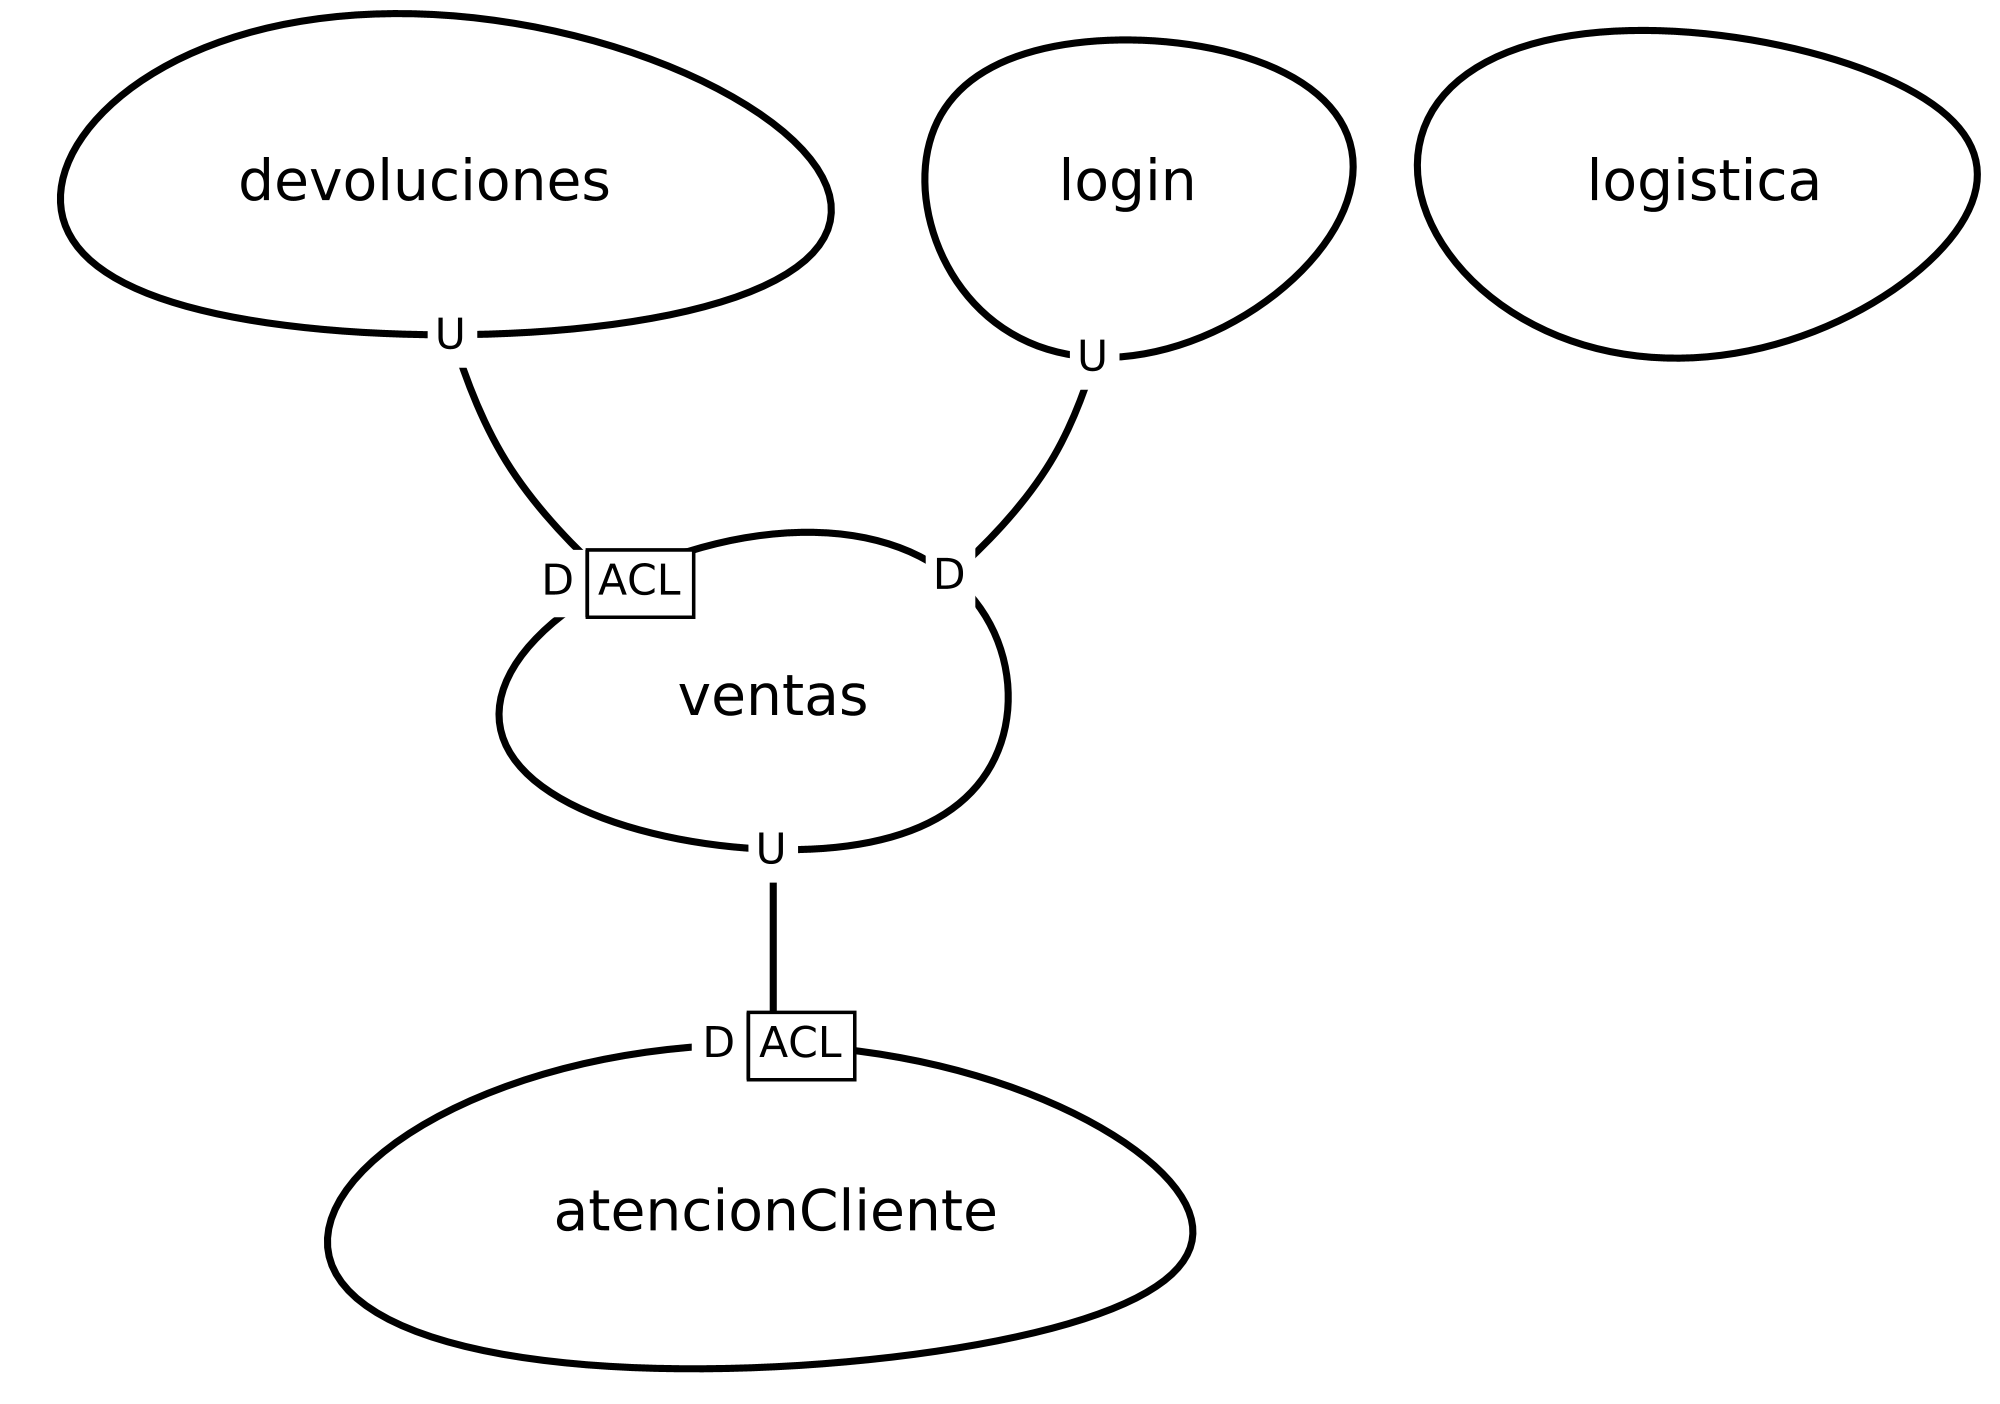 devoluciones
login
logistica
U
U
D ACL
D
ventas
U
D ACL
atencionCliente